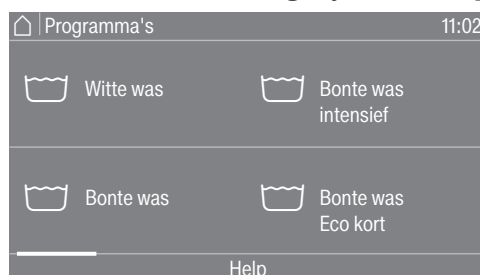 Programma's 11:02
Witte was
Bonte was
intensief
Bonte was
Bonte was
Eco kort
Help